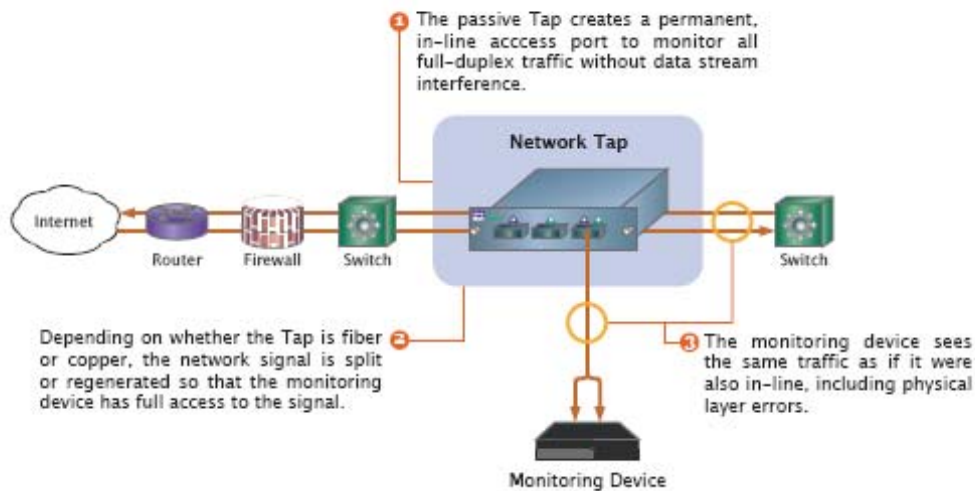 1 The passive Tap creates a permanent,
in-line acccess port to monitor all
full-duplex traffic without data stream
interference.
Network Tap
Internet
Router
Firewall
Switch
Switch
Depending on whether the Tap is fiber 2
or copper, the network signal is split
or regenerated so that the monitoring
device has full access to the signal.
3 The monitoring device sees
the same traffic as if it were
also in-line, including physical
layer errors.
Monitoring Device